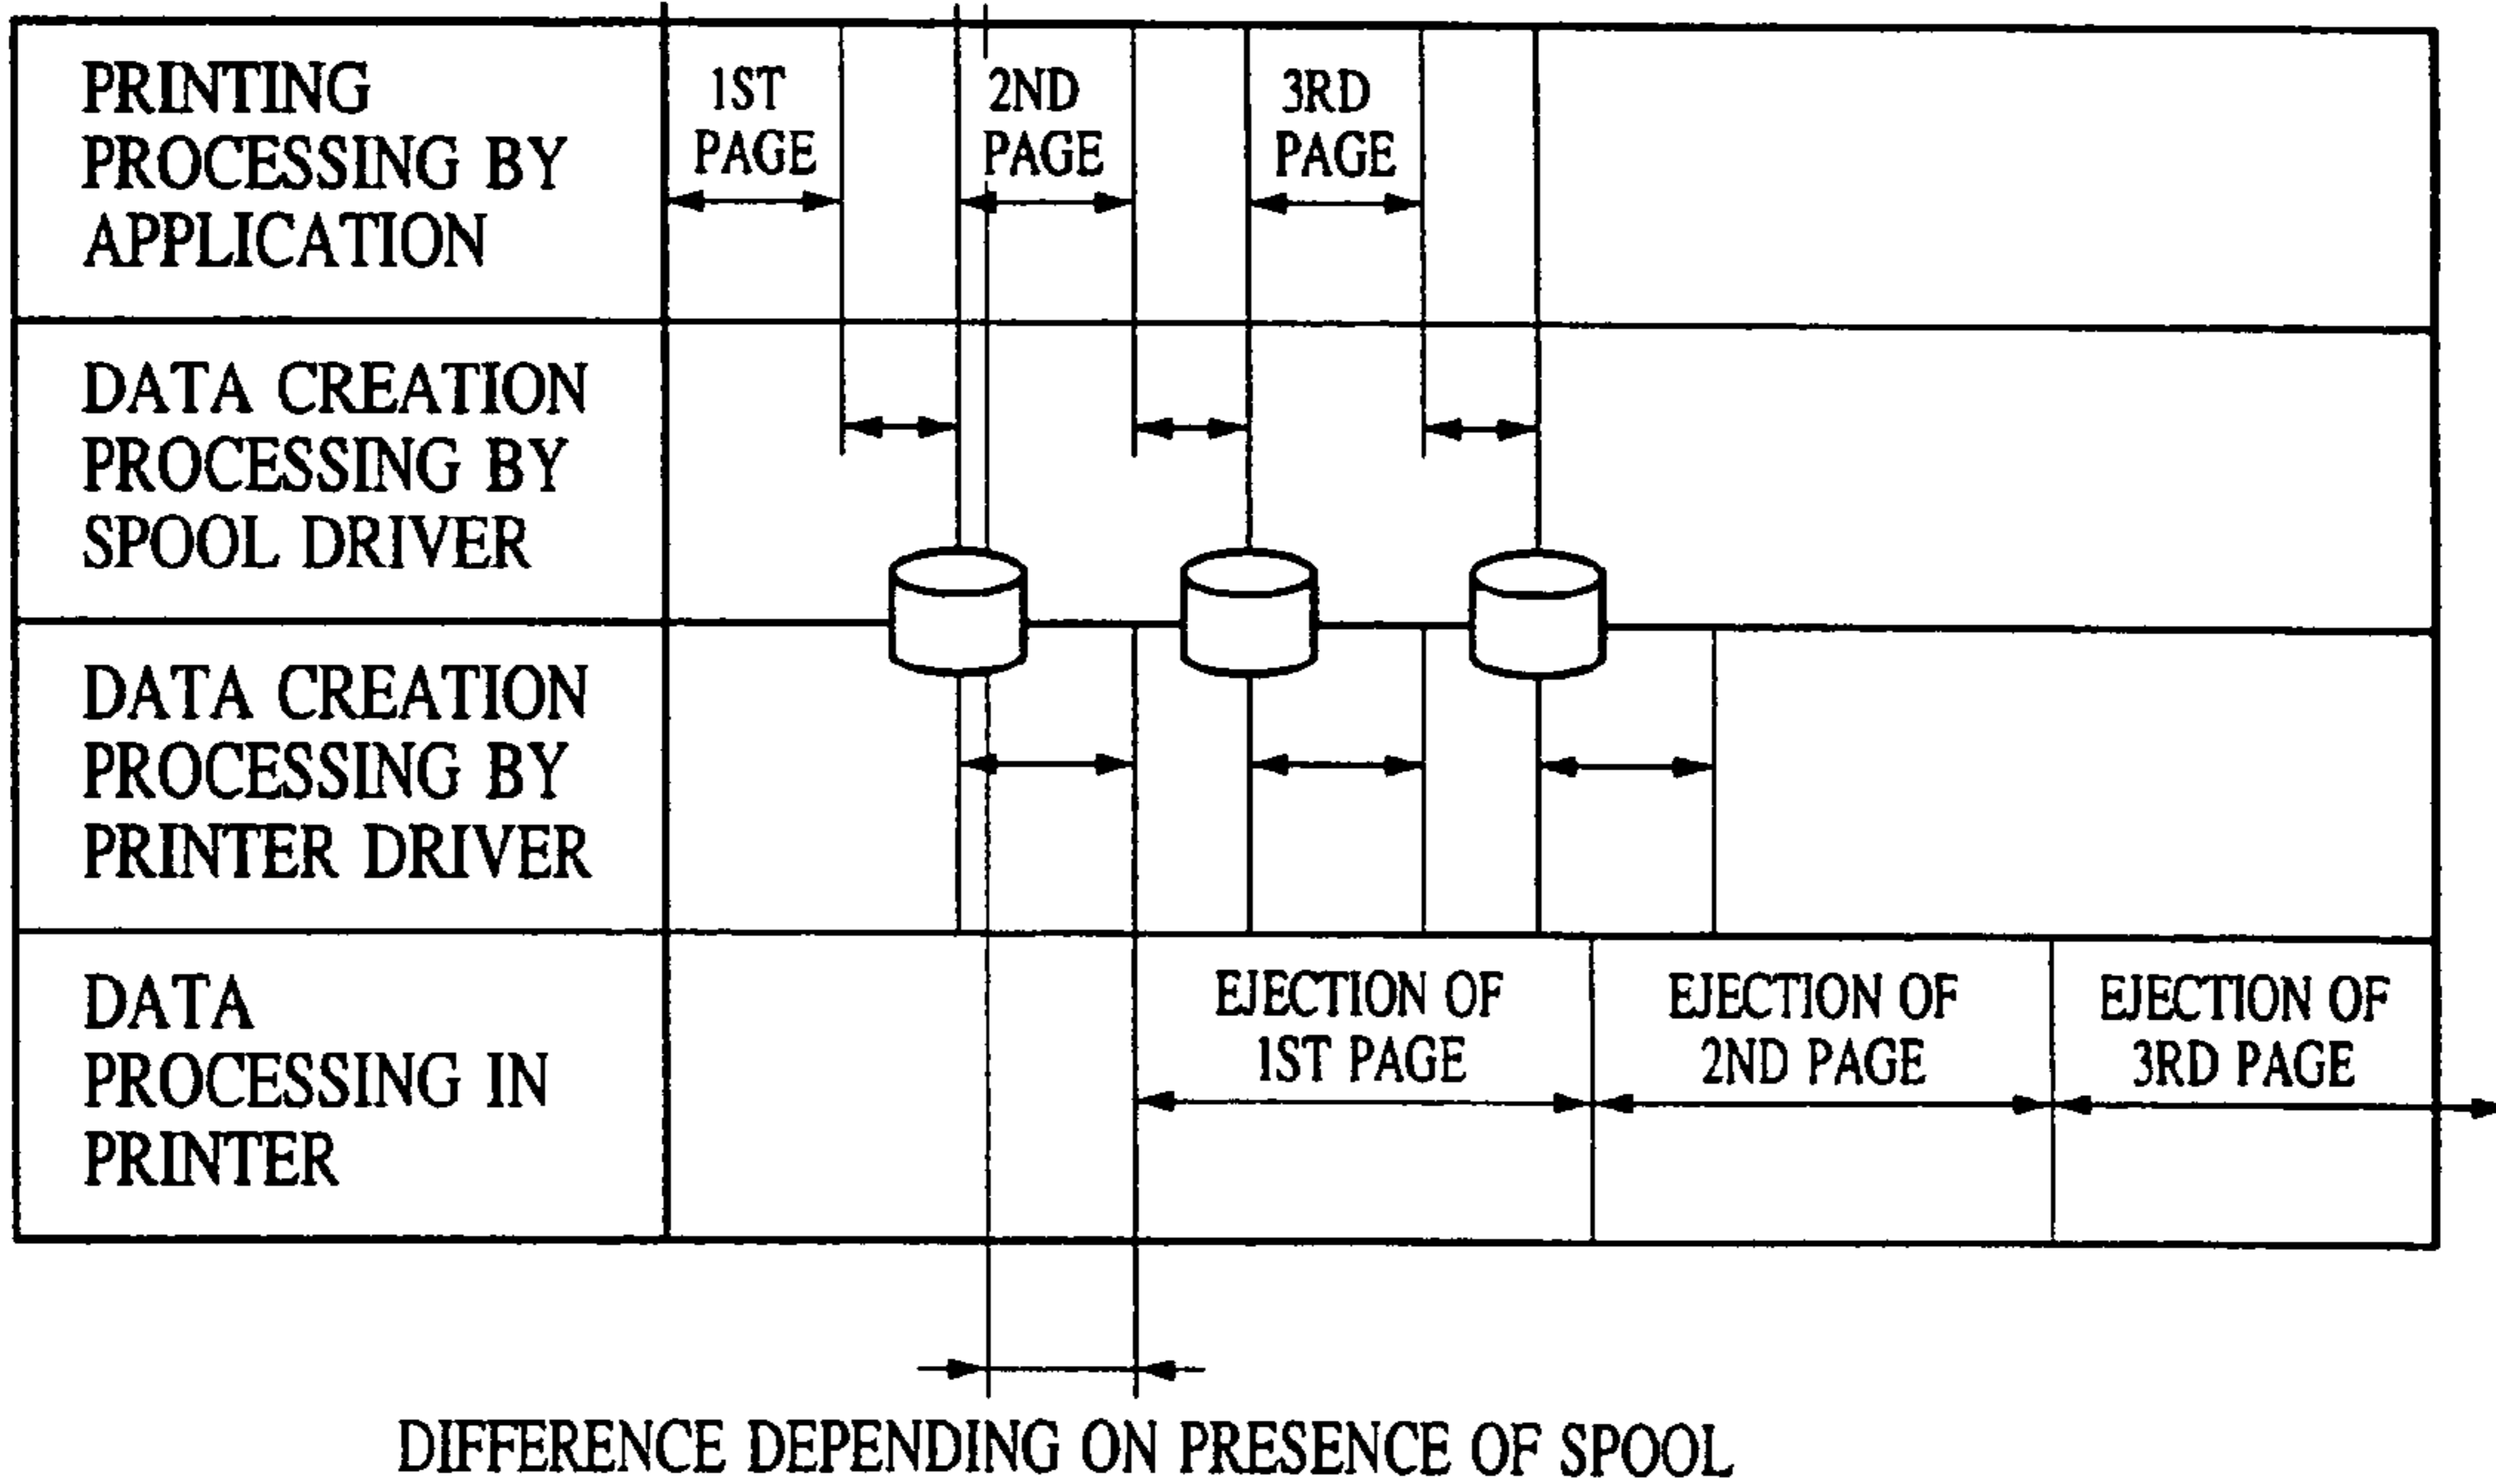 PRINTING
PROCESSING BY
APPLICATION
1ST
PAGE
2ND
PAGE
3RD
PAGE
DATA CREATION
PROCESSING BY
SPOOL DRIVER
DATA CREATION
PROCESSING BY
PRINTER DRIVER
DATA
PROCESSING IN
PRINTER
EJECTION OF
1ST PAGE
EJECTION OF
2ND PAGE
EJECTION OF
3RD PAGE
DIFFERENCE DEPENDING ON PRESENCE OF SPOOL